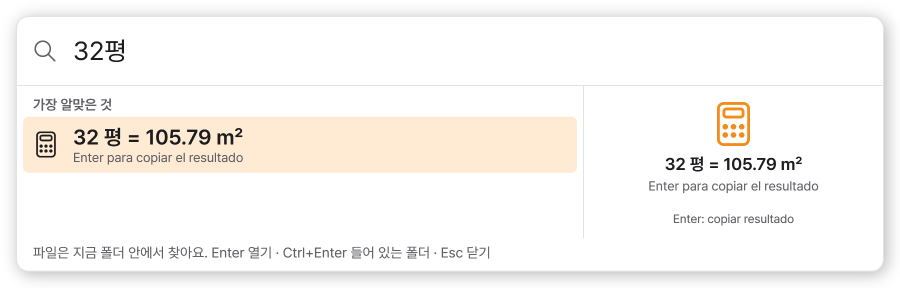 32평
가장 알맞은 것
32 평 = 105.79 m²
Enter para copiar el resultado
32 평 = 105.79 m²
Enter para copiar el resultado
Enter: copiar resultado
파일은 지금 폴더 안에서 찾아요. Enter 열기 · Ctrl+Enter 들어 있는 폴더 · Esc 닫기